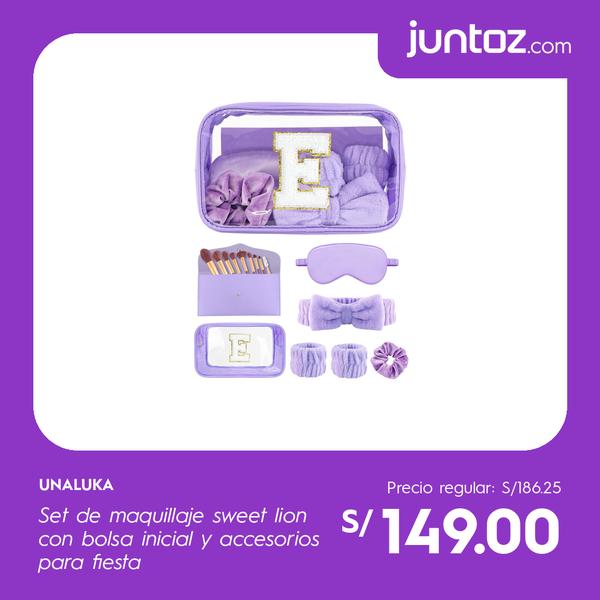 juntoz.com
E
E
UNALUKA
Set de maquillaje sweet lion
con bolsa inicial y accesorios
para fiesta
Precio regular: S/186.25
S/149.00